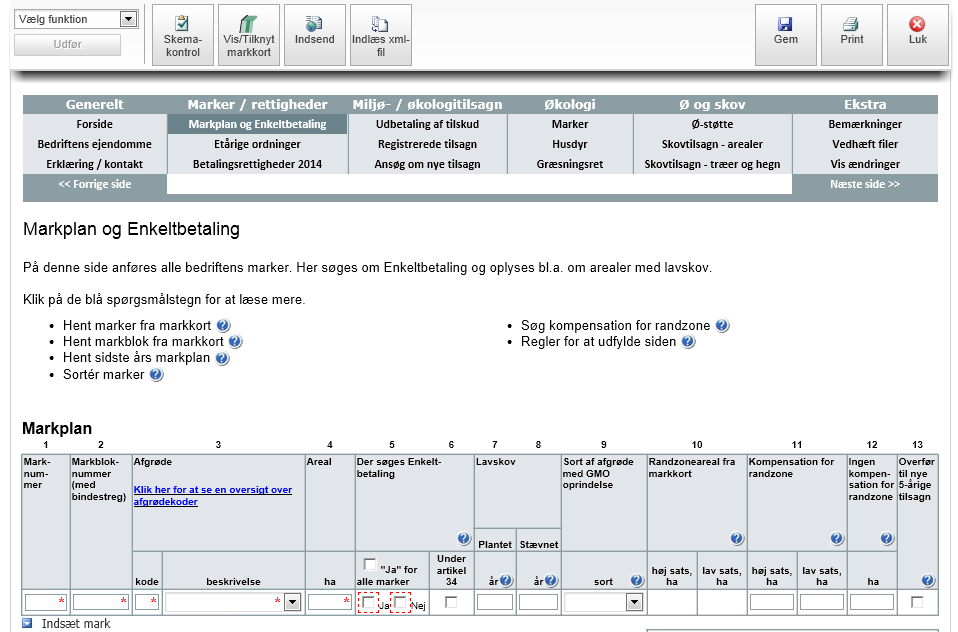 Vælg funktion
Udfør
Skema-
kontrol
Vis/Tilknyt
markkort
Indsend
Indlæs xml-
fil
Gem
Print
Luk
Generelt Marker / rettigheder Miljø- / økologitilsagn Økologi Ø og skov Ekstra
Forside Markplan og Enkeltbetaling Udbetaling af tilskud Marker Ø-støtte Bemærkninger
Bedriftens ejendomme Etårige ordninger Registrerede tilsagn Husdyr Skovtilsagn - arealer Vedhæft filer
Erklæring / kontakt Betalingsrettigheder 2014 Ansøg om nye tilsagn Græsningsret Skovtilsagn - træer og hegn Vis ændringer
<< Forrige side Næste side >>
Markplan og Enkeltbetaling
På denne side anføres alle bedriftens marker. Her søges om Enkeltbetaling og oplyses bl.a. om arealer med lavskov.
Klik på de blå spørgsmålstegn for at læse mere.
• Hent marker fra markkort ?
• Hent markblok fra markkort ?
• Hent sidste års markplan ?
• Sortér marker ?
• Søg kompensation for randzone ?
• Regler for at udfylde siden ?
Markplan
1 2 3 4 5 6 7 8 9 10 11 12 13
Mark-
num-
mer
Markblok-
nummer
(med
bindestreg)
Afgrøde
Klik her for at se en oversigt over
afgrødekoder
Areal
Der søges Enkelt-
betaling
?
Lavskov
Plantet Stævnet
Sort af afgrøde
med GMO
oprindelse
Randzoneareal fra
markkort
?
Kompensation for
randzone
?
Ingen
kompen-
sation for
randzone
?
Overfør
til nye
5-årige
tilsagn
kode beskrivelse ha
"Ja" for
alle marker
Under
artikel
34
år ? år ? sort ?
høj sats,
ha
lav sats,
ha
høj sats,
ha
lav sats,
ha
ha
?
* * * * * Ja Nej
Indsæt mark